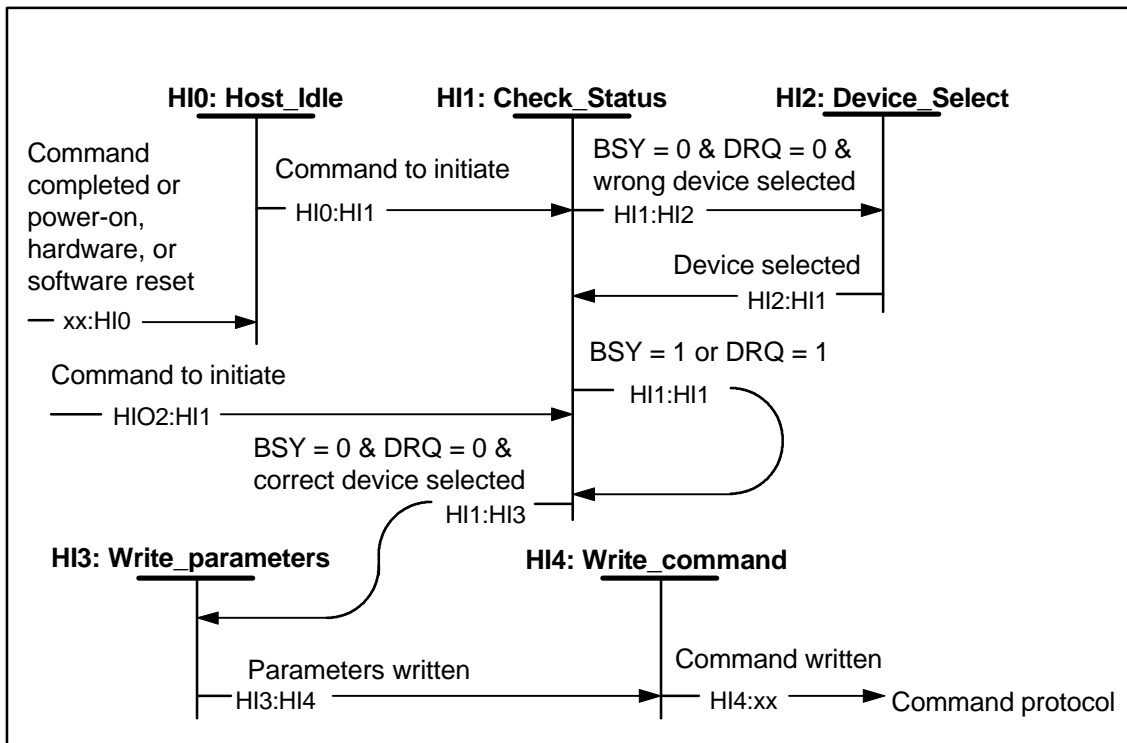 HI0: Host_Idle
HI1: Check_Status
HI2: Device_Select
Command
completed or
power-on,
hardware, or
software reset
xx:HI0
Command to initiate
HI0:HI1
BSY = 0 & DRQ = 0 &
wrong device selected
HI1:HI2
Device selected
HI2:HI1
BSY = 1 or DRQ = 1
HI1:HI1
Command to initiate
HIO2:HI1
BSY = 0 & DRQ = 0 &
correct device selected
HI1:HI3
HI3: Write_parameters
HI4: Write_command
Parameters written
HI3:HI4
Command written
HI4:xx
Command protocol